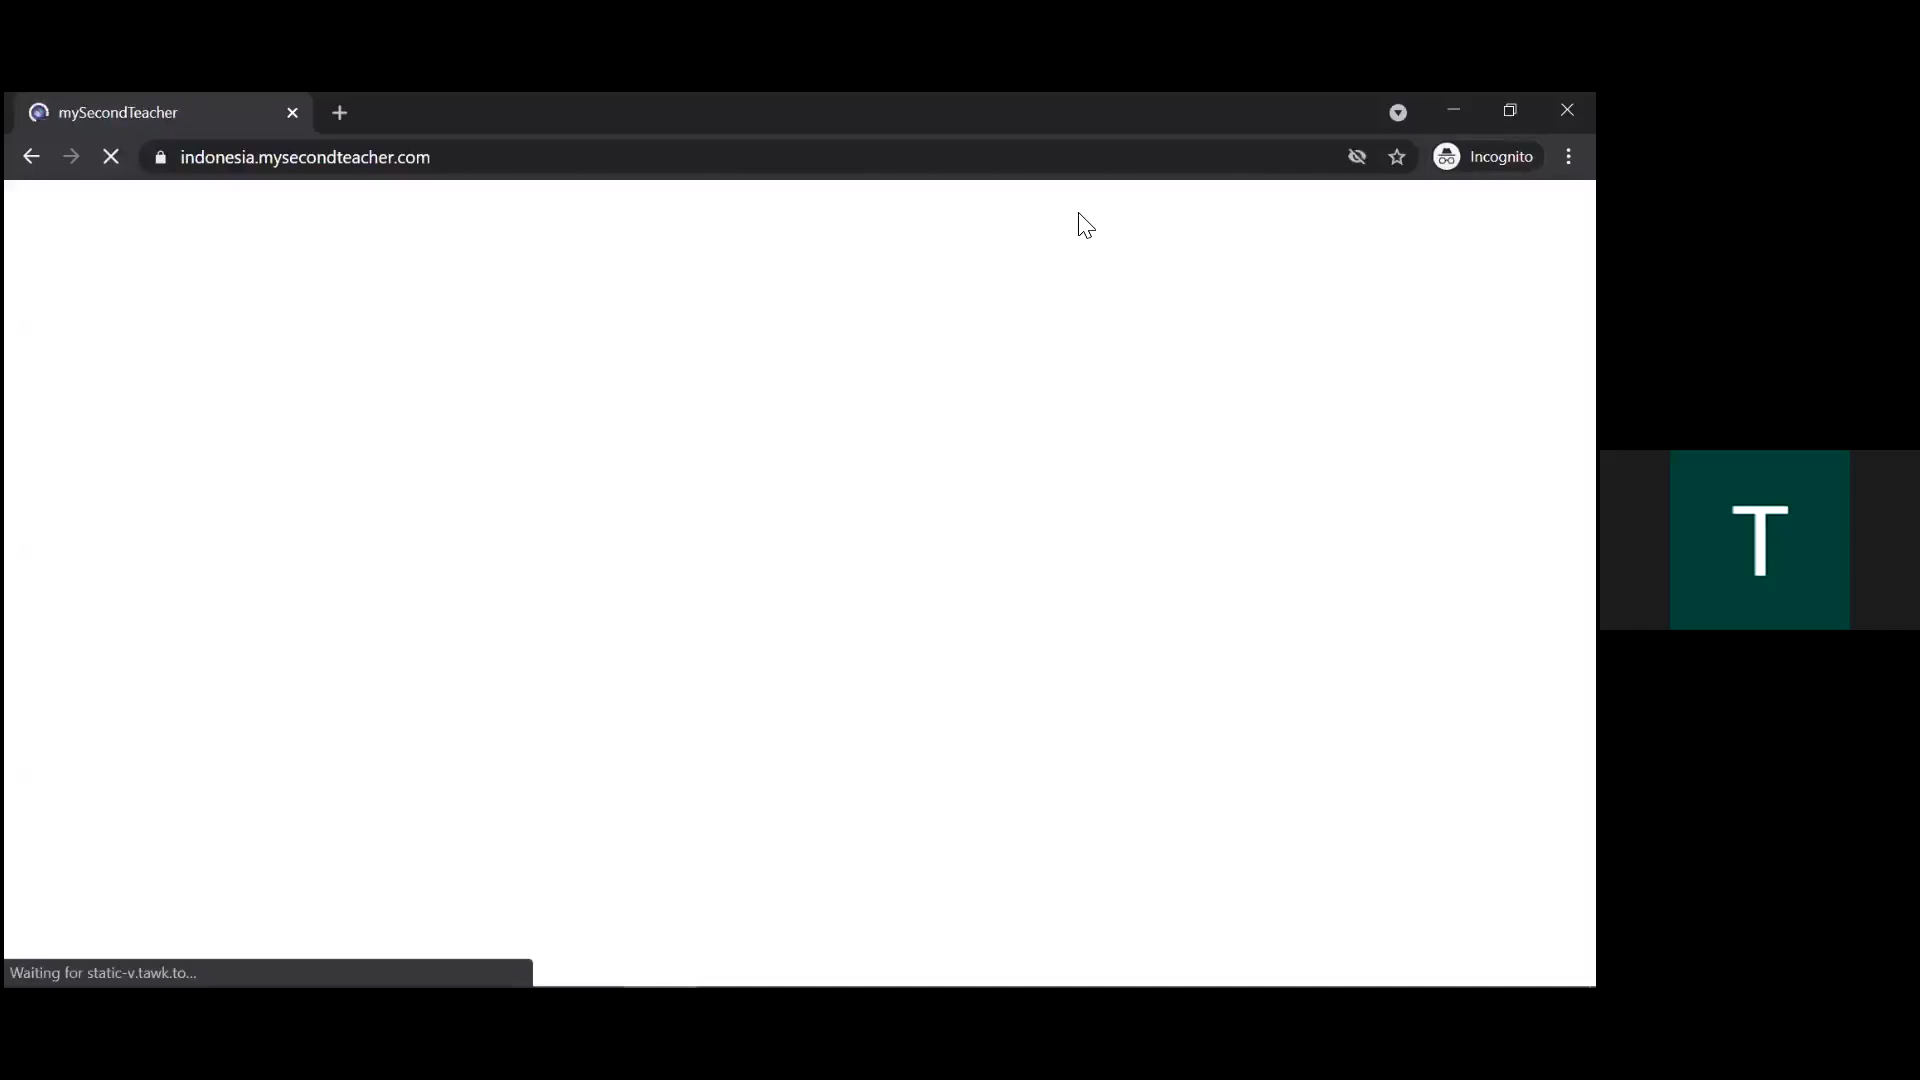 mySecondTeacher
indonesia.mysecondteacher.com
Incognito
T
Waiting for static-v.tawk.to...